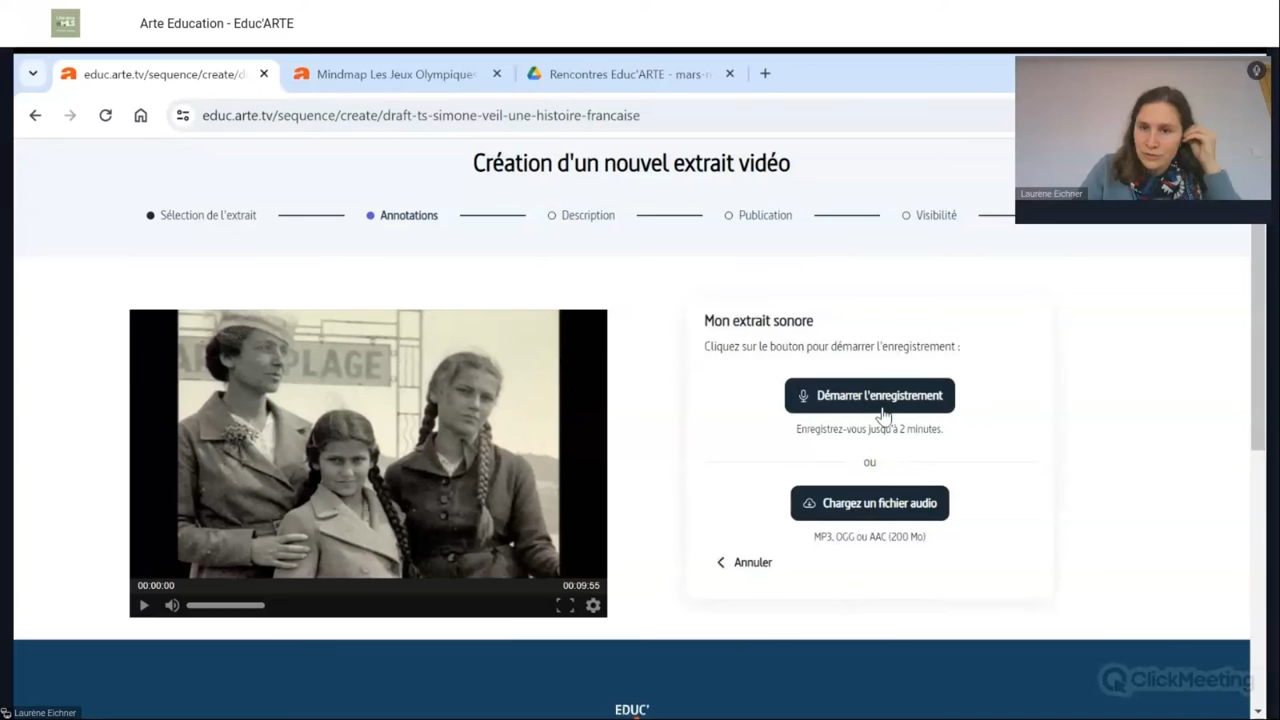 Arte Education - Educ'ARTE
educ.arte.tv/sequence/create/d
Mindmap Les Jeux Olympique
Rencontres Educ'ARTE - mars-
educ.arte.tv/sequence/create/draft-ts-simone-veil-une-histoire-francaise
Laurène Eichner
Création d'un nouvel extrait vidéo
Sélection de l'extrait
Annotations
Description
Publication
Visibilité
PLAGE
00:00:00
00:09:55
Mon extrait sonore
Cliquez sur le bouton pour démarrer l'enregistrement :
Démarrer l'enregistrement
Enregistrez-vous jusqu'à 2 minutes.
ou
Chargez un fichier audio
MP3, OGG ou AAC (200 Mo)
Annuler
ClickMeeting
EDUC'
Laurène Eichner